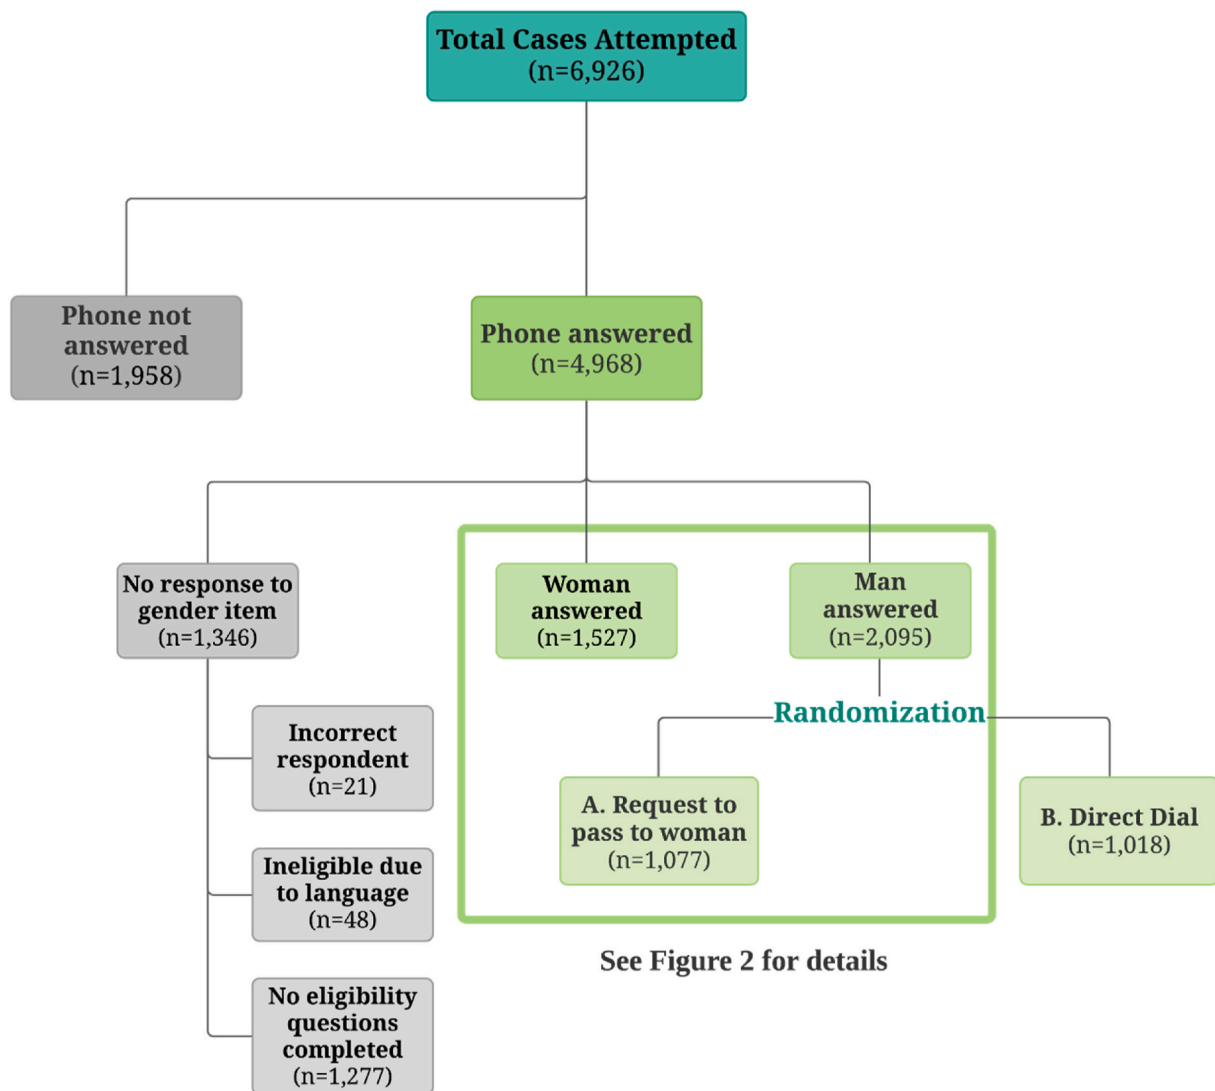 Total Cases Attempted
(n=6,926)
Phone not
answered
(n=1,958)
Phone answered
(n=4,968)
No response to
gender item
(n=1,346)
Woman
answered
(n=1,527)
Man
answered
(n=2,095)
Randomization
Incorrect
respondent
(n=21)
A. Request to
pass to woman
(n=1,077)
B. Direct Dial
(n=1,018)
Ineligible due
to language
(n=48)
See Figure 2 for details
No eligibility
questions
completed
(n=1,277)